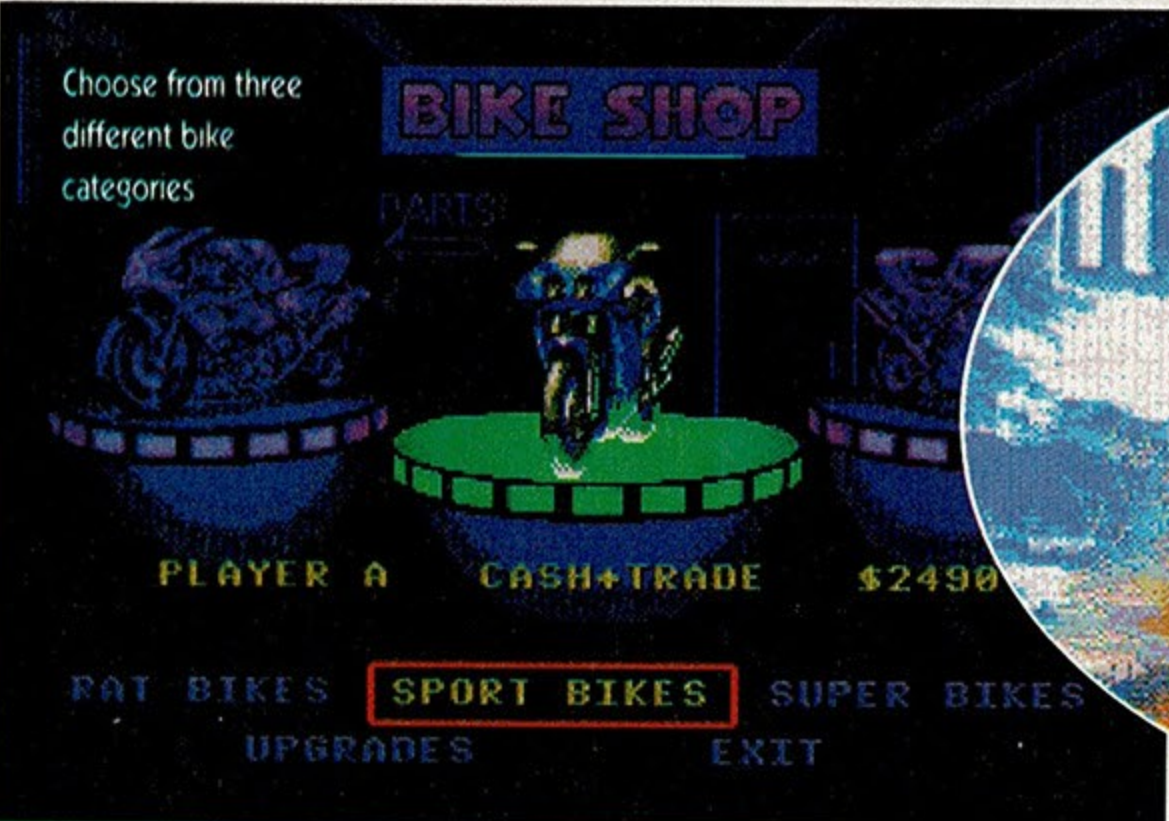 Choose from three
different bike
categories
BIKE SHOP
PARTS
PLAYER A CASH+TRADE $2490
RAT BIKES SPORT BIKES SUPER BIKES
UPGRADES EXIT